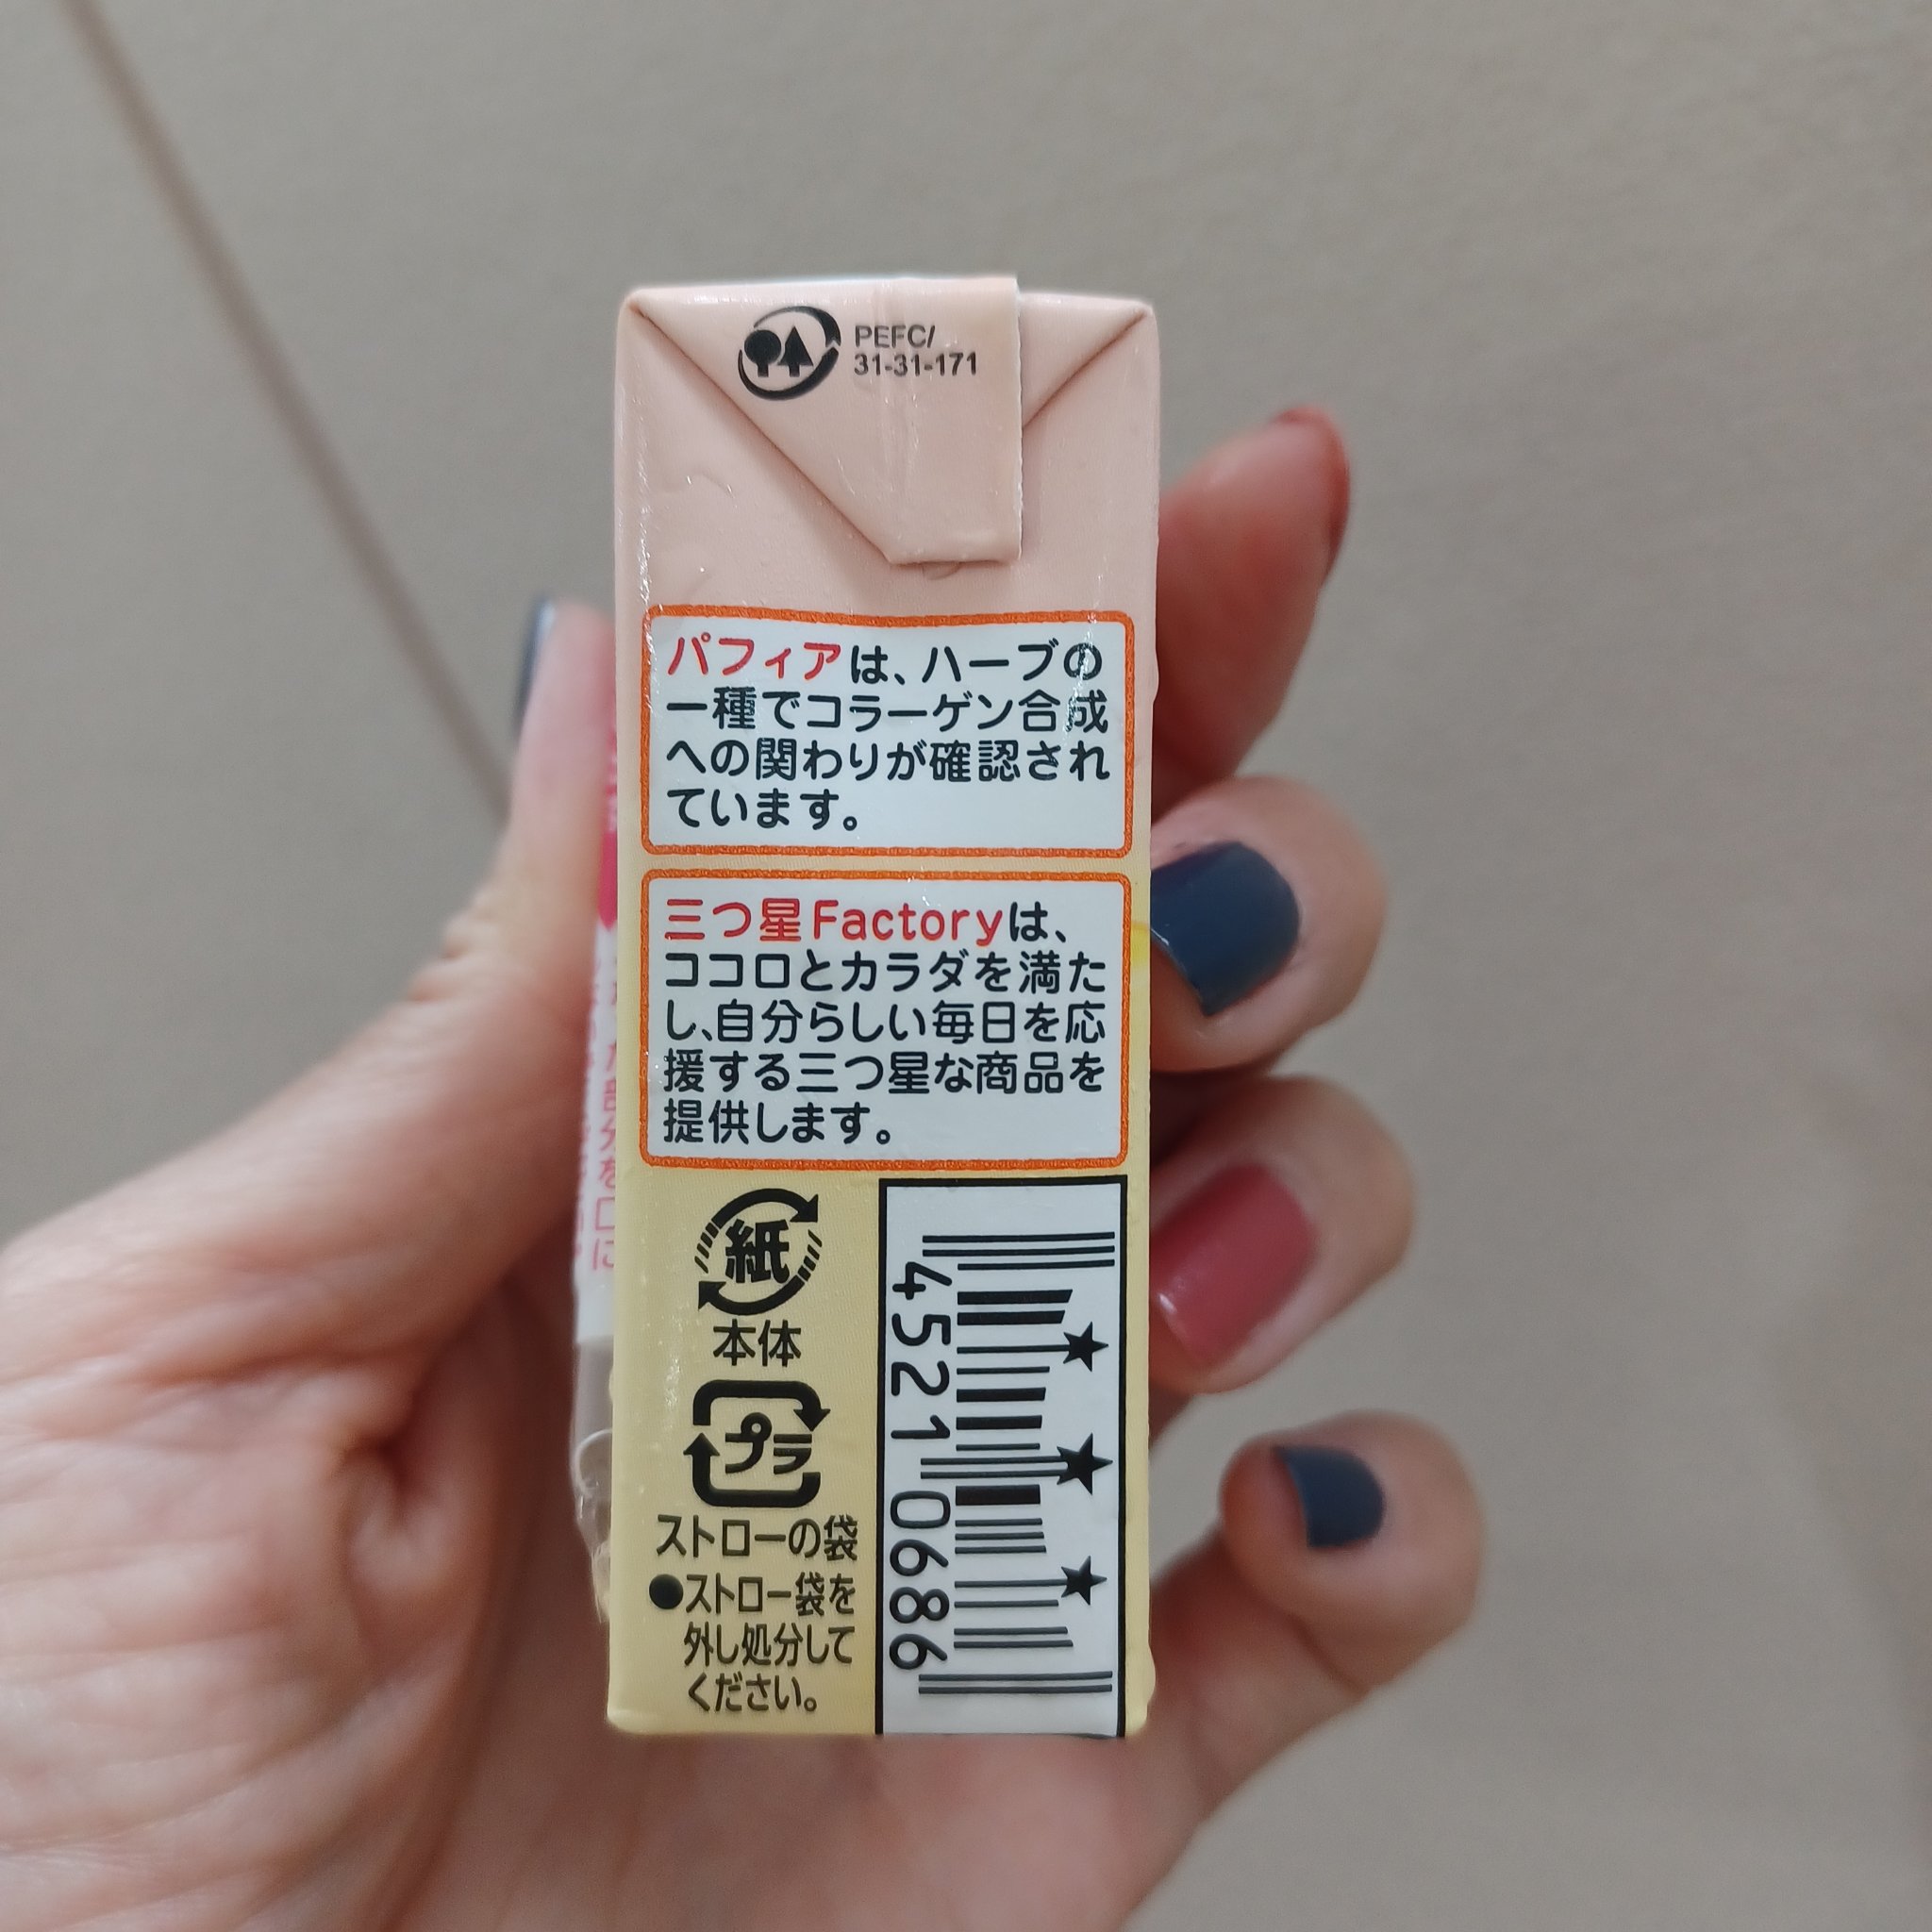 PEFC/
31-31-171
パフィアは、ハーブの
一種でコラーゲン合成
への関わりが確認され
ています。
三つ星Factoryは、
ココロとカラダを満た
し、自分らしい毎日を応
援する三つ星な商品を
提供します。
紙
本体
プラ
ストローの袋
●ストロー袋を
外し処分して
ください。
45210686